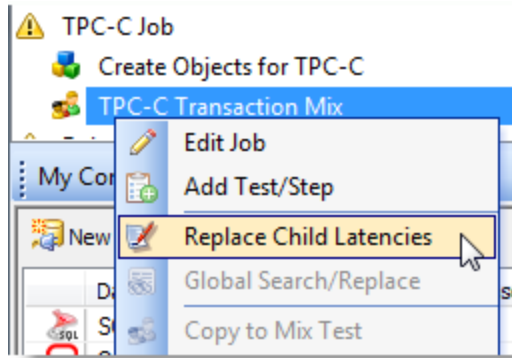 TPC-C Job
Create Objects for TPC-C
TPC-C Transaction Mix
Edit Job
My Con
Add Test/Step
New
Replace Child Latencies
Global Search/Replace
SQL
Copy to Mix Test